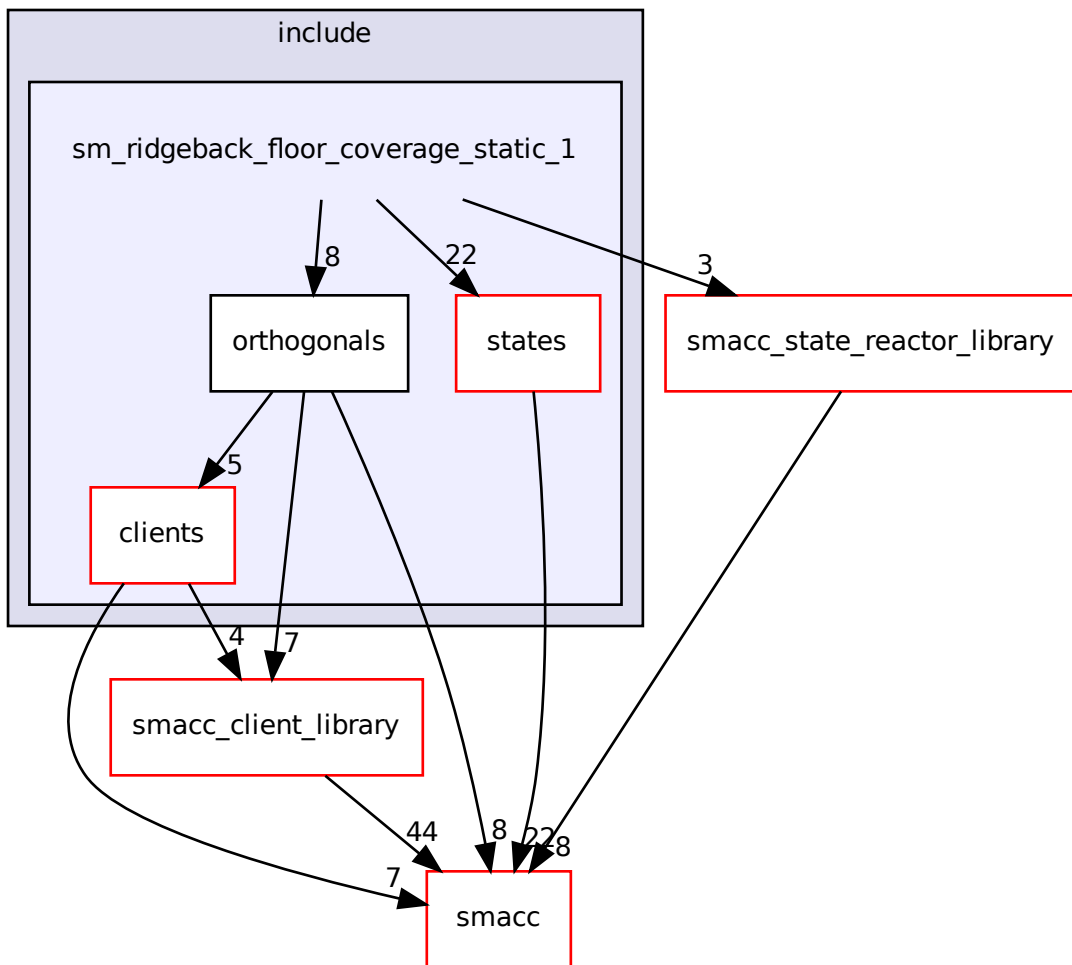 include
sm_ridgeback_floor_coverage_static_1
8
22
3
orthogonals
states
smacc_state_reactor_library
5
clients
4
7
smacc_client_library
44
8
22
8
7
smacc